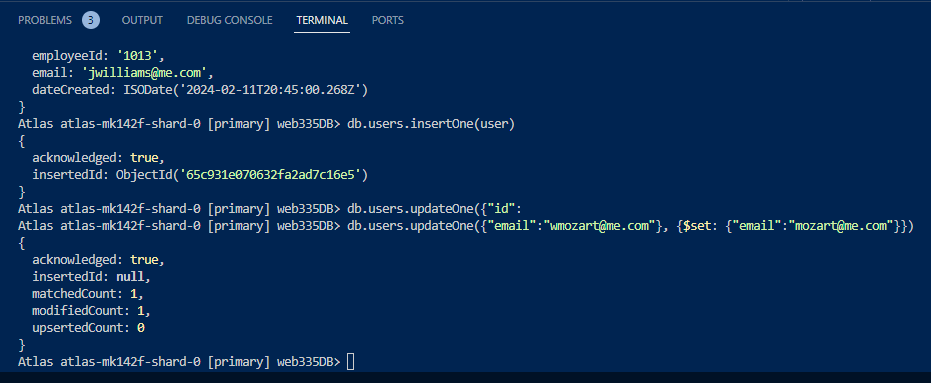 PROBLEMS 3 OUTPUT DEBUG CONSOLE TERMINAL PORTS
employeeId: '1013',
email: 'jwilliams@me.com',
dateCreated: ISODate('2024-02-11T20:45:00.268Z')
}
Atlas atlas-mk142f-shard-0 [primary] web335DB> db.users.insertOne(user)
{
acknowledged: true,
insertedId: ObjectId('65c931e070632fa2ad7c16e5')
}
Atlas atlas-mk142f-shard-0 [primary] web335DB> db.users.updateOne({"id":
Atlas atlas-mk142f-shard-0 [primary] web335DB> db.users.updateOne({"email":"wmozart@me.com"}, {$set: {"email":"mozart@me.com"}})
{
acknowledged: true,
insertedId: null,
matchedCount: 1,
modifiedCount: 1,
upsertedCount: 0
}
Atlas atlas-mk142f-shard-0 [primary] web335DB>